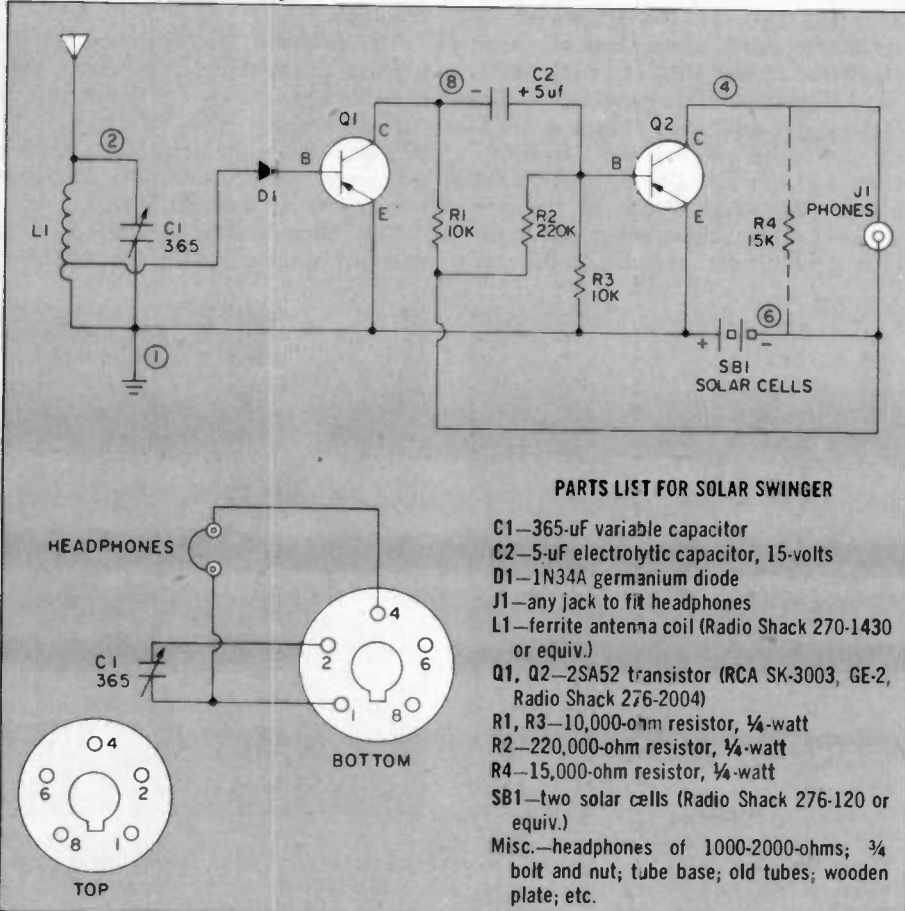 ②
L1
C1
365
①
D1
B
Q1
C
E
⑧
-
C2
+ 5uf
R1
10K
R2
220K
R3
10K
B
Q2
C
E
④
R4
15K
J1
PHONES
⑥
+
-
SB1
SOLAR CELLS
HEADPHONES
C1
365
4
2
6
1
8
BOTTOM
4
6
2
8
1
TOP
PARTS LIST FOR SOLAR SWINGER
C1—365-uF variable capacitor
C2—5-uF electrolytic capacitor, 15-volts
D1—1N34A germanium diode
J1—any jack to fit headphones
L1—ferrite antenna coil (Radio Shack 270-1430
or equiv.)
Q1, Q2—2SA52 transistor (RCA SK-3003, GE-2,
Radio Shack 276-2004)
R1, R3—10,000-ohm resistor, ¼-watt
R2—220,000-ohm resistor, ¼-watt
R4—15,000-ohm resistor, ¼-watt
SB1—two solar cells (Radio Shack 276-120 or
equiv.)
Misc.—headphones of 1000-2000-ohms; ¾
bolt and nut; tube base; old tubes; wooden
plate; etc.